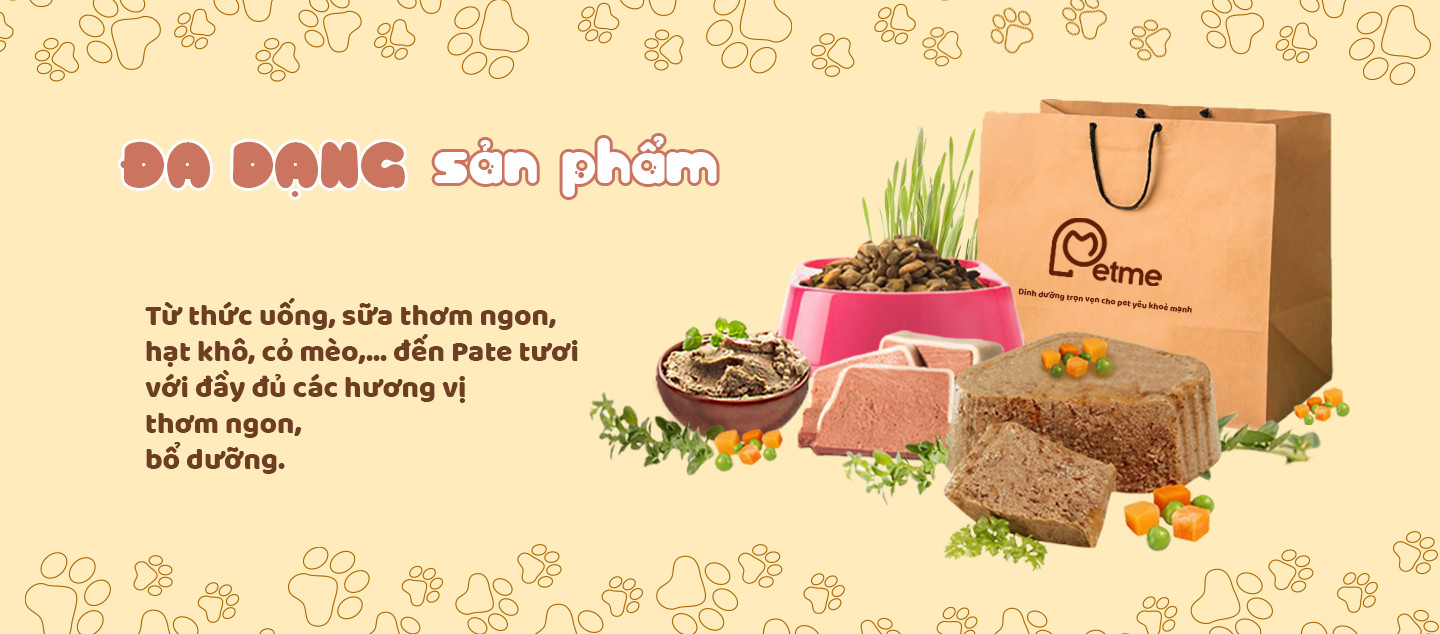 ĐA DẠNG sản phẩm
Từ thức uống, sữa thơm ngon,
hạt khô, cỏ mèo,... đến Pate tươi
với đầy đủ các hương vị
thơm ngon,
bổ dưỡng.
Petme
Dinh dưỡng trọn vẹn cho pet yêu khoẻ mạnh